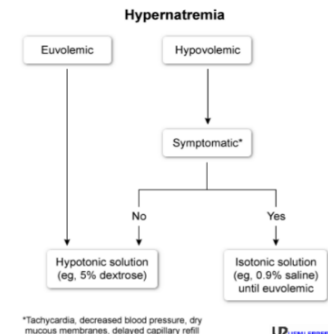 Hypernatremia
Euvolemic
Hypovolemic
Symptomatic*
No
Yes
Hypotonic solution
(eg, 5% dextrose)
Isotonic solution
(eg, 0.9% saline)
until euvolemic
*Tachycardia, decreased blood pressure, dry
mucous membranes, delayed capillary refill